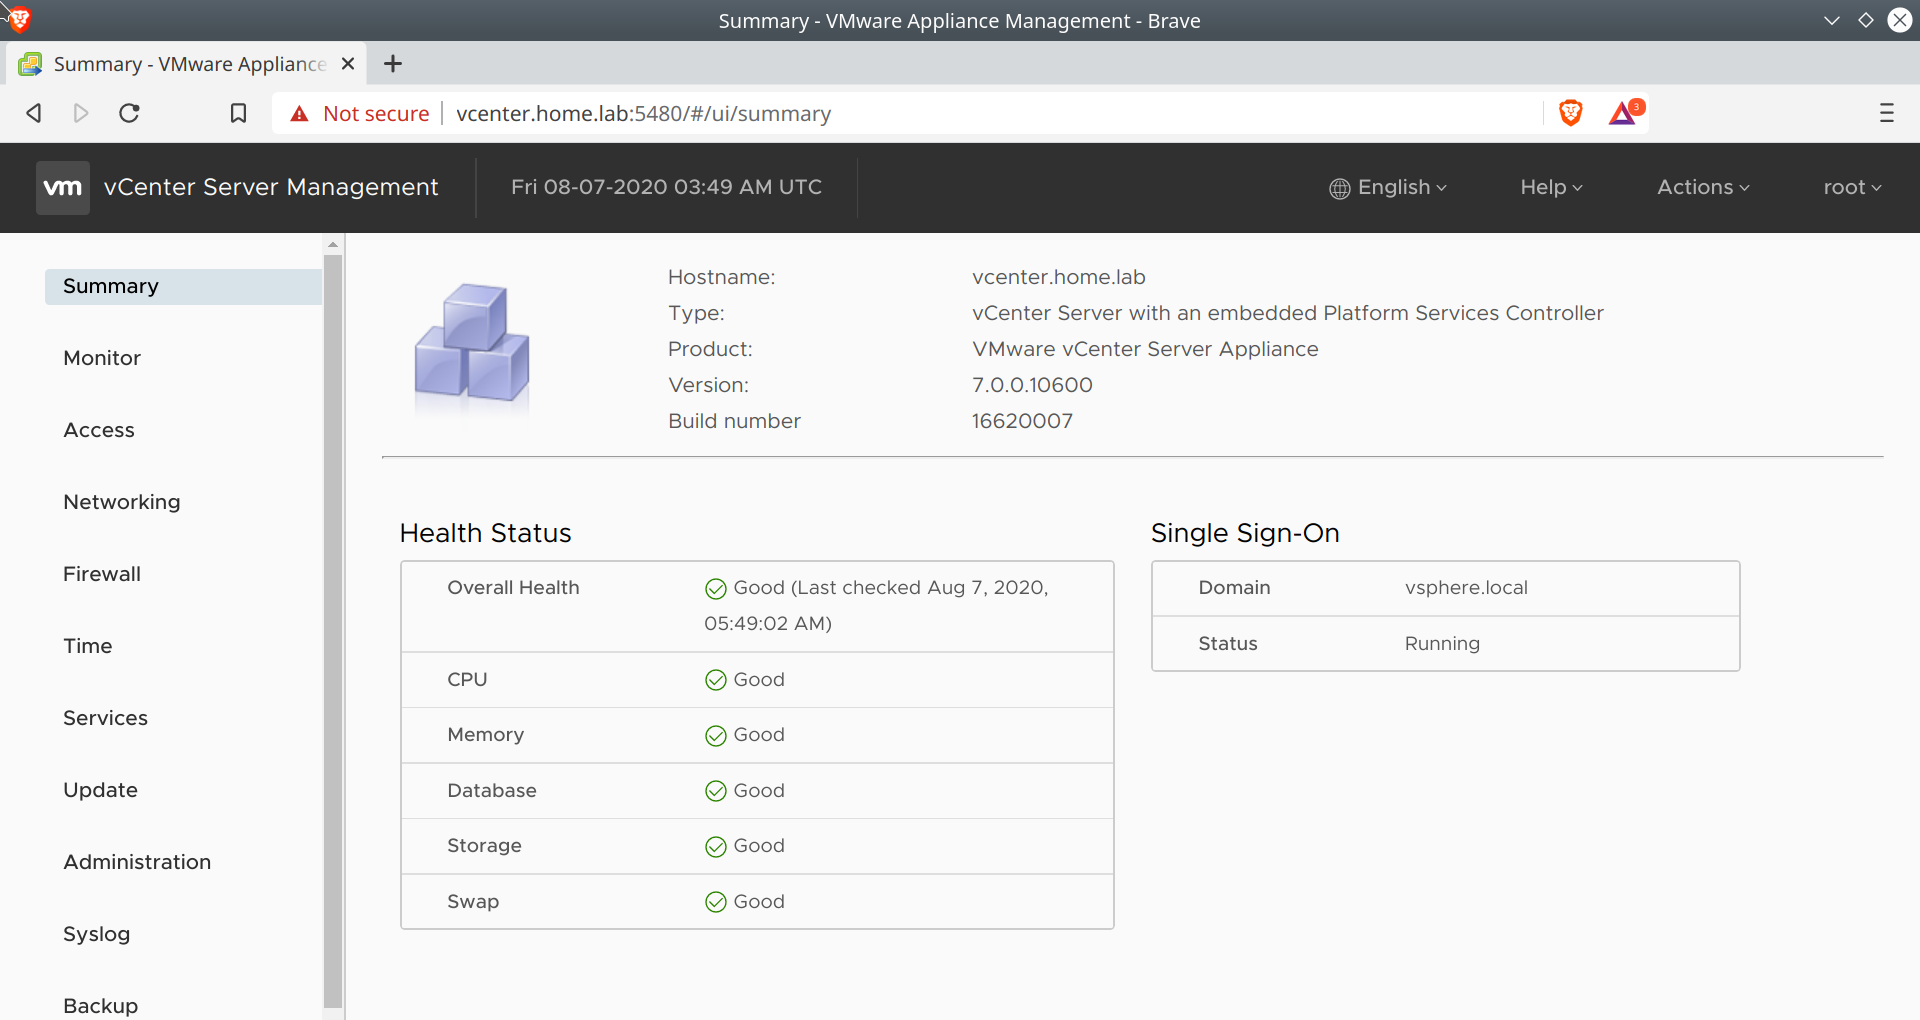 Summary - VMware Appliance Management - Brave
Summary - VMware Appliance
Not secure
vcenter.home.lab:5480/#/ui/summary
3
vm
vCenter Server Management
Fri 08-07-2020 03:49 AM UTC
English
Help
Actions
root
Summary
Monitor
Access
Networking
Firewall
Time
Services
Update
Administration
Syslog
Backup
Hostname: vcenter.home.lab
Type: vCenter Server with an embedded Platform Services Controller
Product: VMware vCenter Server Appliance
Version: 7.0.0.10600
Build number 16620007
Health Status
Overall Health Good (Last checked Aug 7, 2020,
05:49:02 AM)
CPU Good
Memory Good
Database Good
Storage Good
Swap Good
Single Sign-On
Domain vsphere.local
Status Running